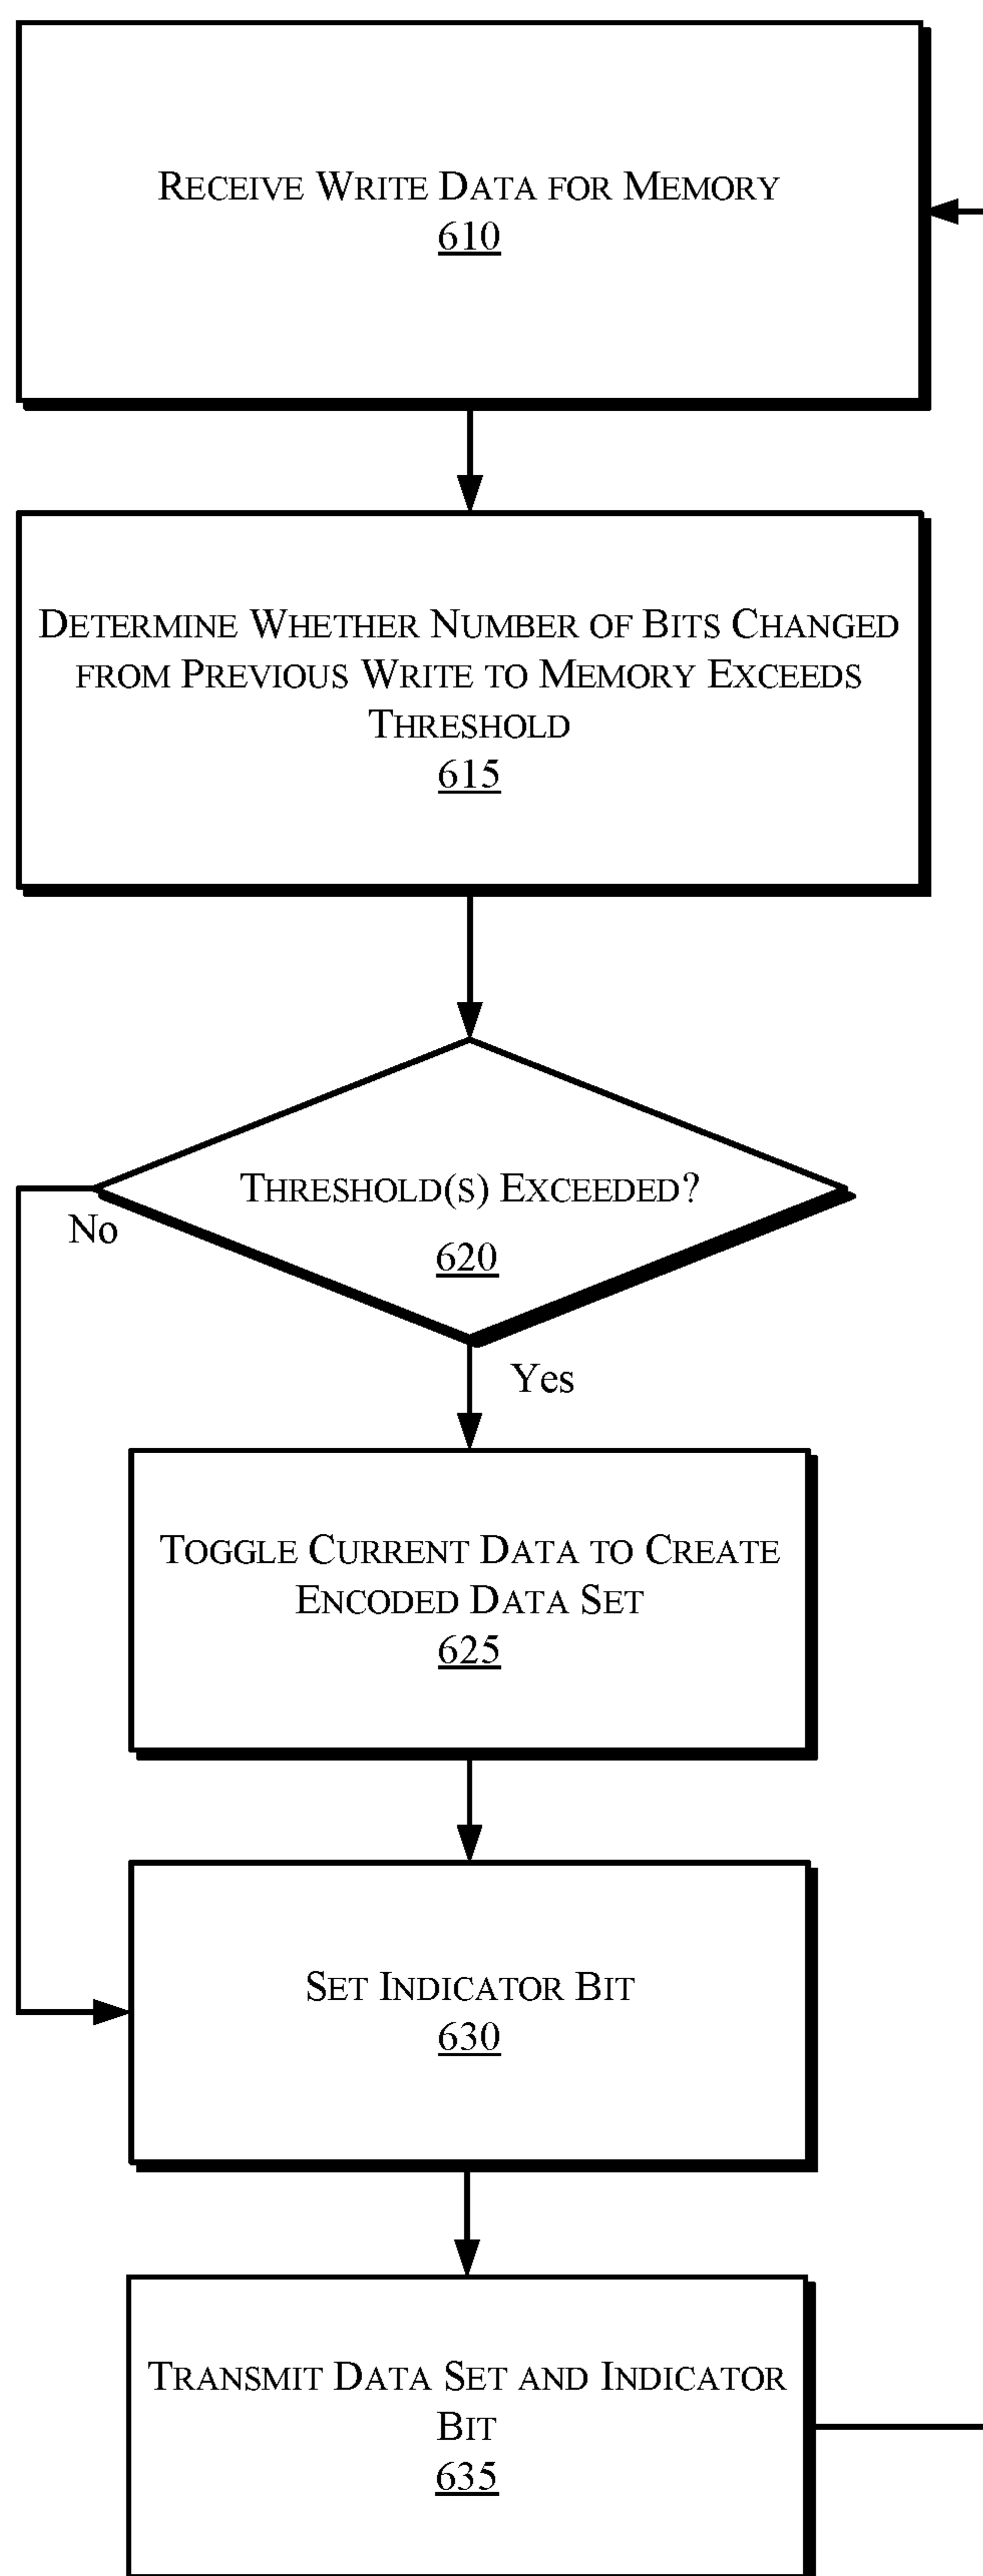 RECEIVE WRITE DATA FOR MEMORY
610
DETERMINE WHETHER NUMBER OF BITS CHANGED
FROM PREVIOUS WRITE TO MEMORY EXCEEDS
THRESHOLD
615
THRESHOLD(S) EXCEEDED?
No
620
Yes
TOGGLE CURRENT DATA TO CREATE
ENCODED DATA SET
625
SET INDICATOR BIT
630
TRANSMIT DATA SET AND INDICATOR
BIT
635